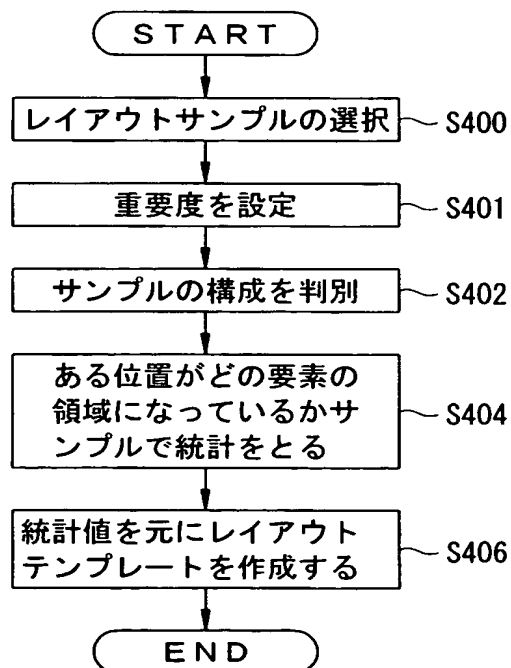 START
レイアウトサンプルの選択
S400
重要度を設定
S401
サンプルの構成を判別
S402
ある位置がどの要素の
領域になっているかサ
ンプルで統計をとる
S404
統計値を元にレイアウト
テンプレートを作成する
S406
END